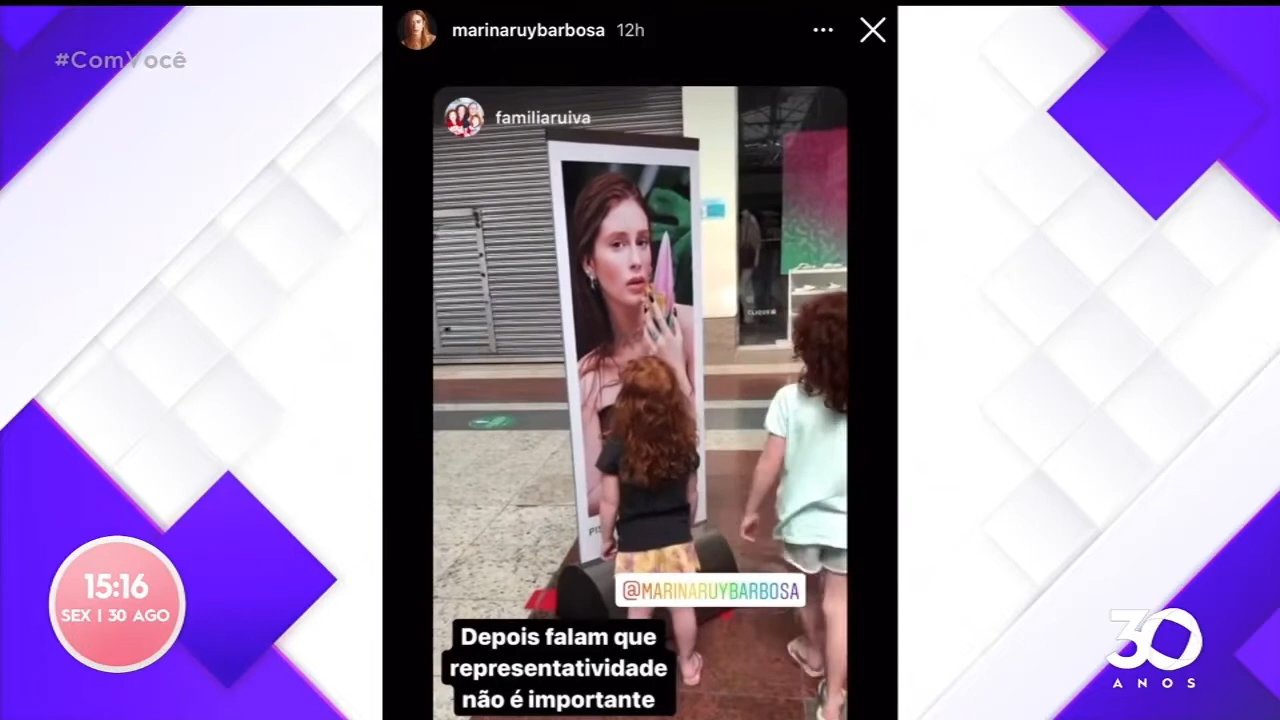 #ComVocê
marinaruybarbosa 12h
familiaruiva
@MARINARUYBARBOSA
Depois falam que
representatividade
não é importante
15:16
SEX | 30 AGO
30
ANOS